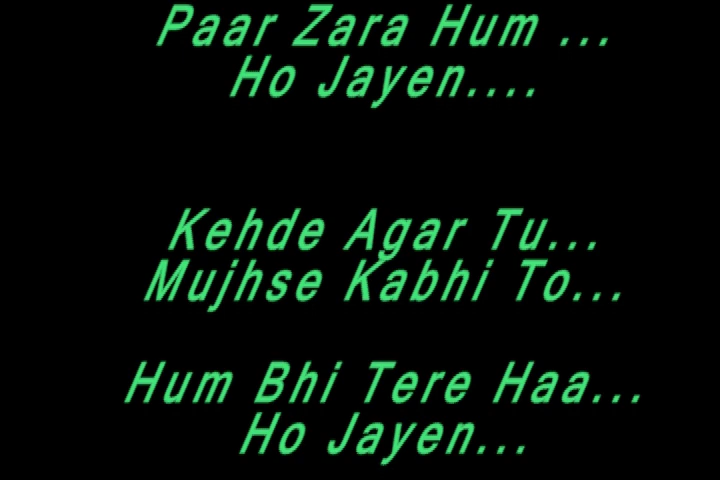 Paar Zara Hum ...
Ho Jayen....
Kehde Agar Tu...
Mujhse Kabhi To...
Hum Bhi Tere Haa...
Ho Jayen...